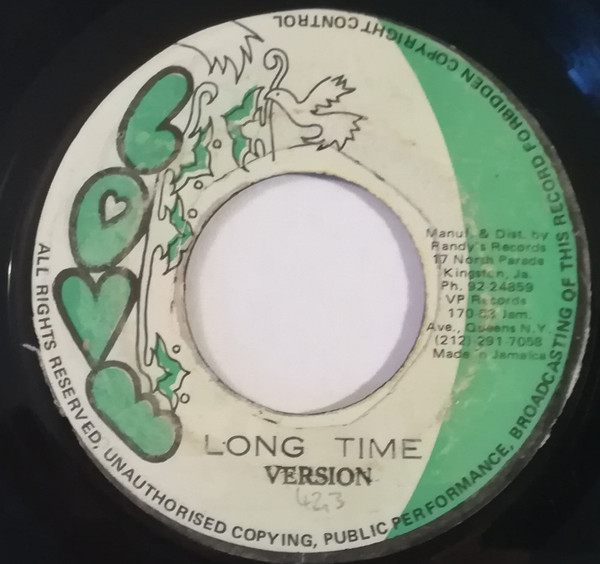 LOVE
Manuf. & Dist. by
Randy's Records
17 North Parade
Kingston, Ja.
Ph. 92 24859
VP Records
170-03 Jam.
Ave., Queens N.Y.
(212) 291-7058
Made in Jamaica
LONG TIME
VERSION
423
ALL RIGHTS RESERVED, UNAUTHORISED COPYING, PUBLIC PERFORMANCE, BROADCASTING OF THIS RECORD FORBIDDEN COPYRIGHT CONTROL